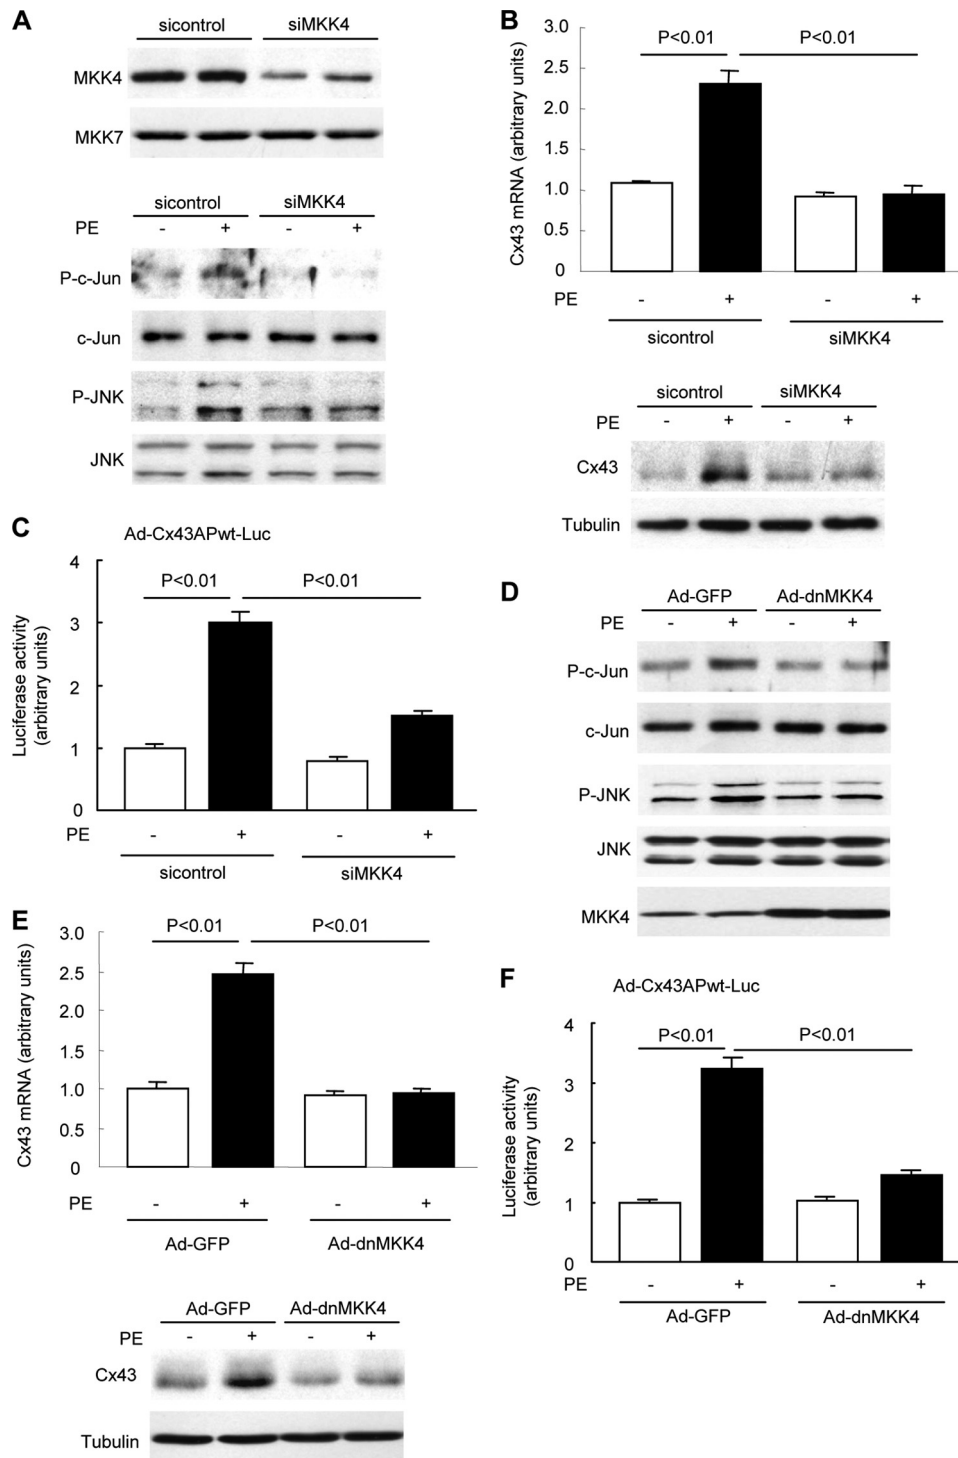 A
sicontrol siMKK4
MKK4
MKK7
sicontrol siMKK4
PE - + - +
P-c-Jun
c-Jun
P-JNK
JNK
B
P<0.01 P<0.01
Cx43 mRNA (arbitrary units)
3.0
2.5
2.0
1.5
1.0
0.5
0
PE - + - +
sicontrol siMKK4
sicontrol siMKK4
PE - + - +
Cx43
Tubulin
C
Ad-Cx43APwt-Luc
P<0.01 P<0.01
Luciferase activity
(arbitrary units)
4
3
2
1
0
PE - + - +
sicontrol siMKK4
D
Ad-GFP Ad-dnMKK4
PE - + - +
P-c-Jun
c-Jun
P-JNK
JNK
MKK4
E
P<0.01 P<0.01
Cx43 mRNA (arbitrary units)
3.0
2.5
2.0
1.5
1.0
0.5
0
PE - + - +
Ad-GFP Ad-dnMKK4
Ad-GFP Ad-dnMKK4
PE - + - +
Cx43
Tubulin
F
Ad-Cx43APwt-Luc
P<0.01 P<0.01
Luciferase activity
(arbitrary units)
4
3
2
1
0
PE - + - +
Ad-GFP Ad-dnMKK4